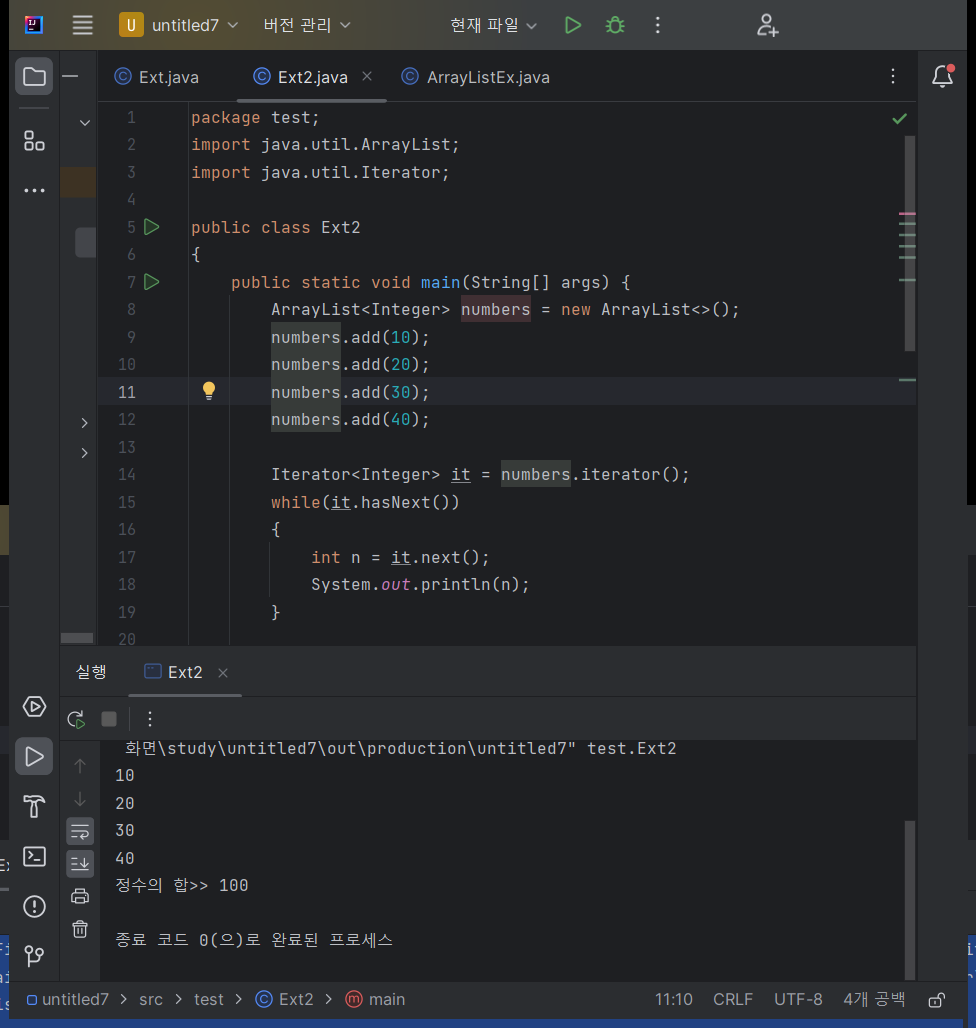 U untitled7 버전 관리 현재 파일
Ext.java Ext2.java ArrayListEx.java
1 package test;
2 import java.util.ArrayList;
3 import java.util.Iterator;
4
5 public class Ext2
6 {
7 public static void main(String[] args) {
8 ArrayList<Integer> numbers = new ArrayList<>();
9 numbers.add(10);
10 numbers.add(20);
11 numbers.add(30);
12 numbers.add(40);
13
14 Iterator<Integer> it = numbers.iterator();
15 while(it.hasNext())
16 {
17 int n = it.next();
18 System.out.println(n);
19 }
20
실행 Ext2
화면\study\untitled7\out\production\untitled7" test.Ext2
10
20
30
40
정수의 합>> 100
종료 코드 0(으)로 완료된 프로세스
untitled7 > src > test > Ext2 > main 11:10 CRLF UTF-8 4개 공백